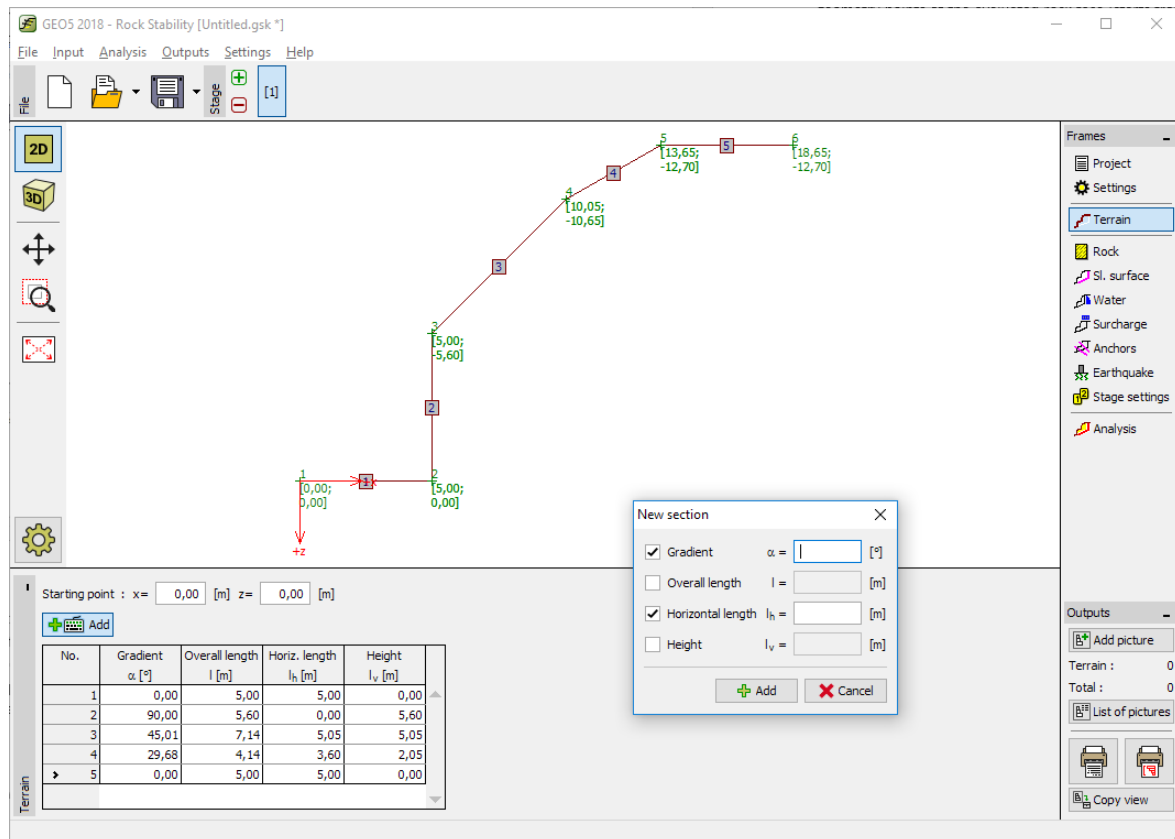 GEO5 2018 - Rock Stability [Untitled.gsk *]
File Input Analysis Outputs Settings Help
File
Stage
[1]
2D
3D
5
[13,65;
-12,70]
5
6
[18,65;
-12,70]
4
4
[10,05;
-10,65]
3
3
[5,00;
-5,60]
2
1
[0,00;
0,00]
1
x
2
[5,00;
0,00]
+z
Frames
Project
Settings
Terrain
Rock
Sl. surface
Water
Surcharge
Anchors
Earthquake
Stage settings
Analysis
New section
Gradient α = [°]
Overall length l = [m]
Horizontal length lh = [m]
Height lv = [m]
Add Cancel
Terrain
Starting point : x= 0,00 [m] z= 0,00 [m]
Add
No. Gradient Overall length Horiz. length Height
α [°] l [m] lh [m] lv [m]
1 0,00 5,00 5,00 0,00
2 90,00 5,60 0,00 5,60
3 45,01 7,14 5,05 5,05
4 29,68 4,14 3,60 2,05
5 0,00 5,00 5,00 0,00
Outputs
Add picture
Terrain : 0
Total : 0
List of pictures
Copy view